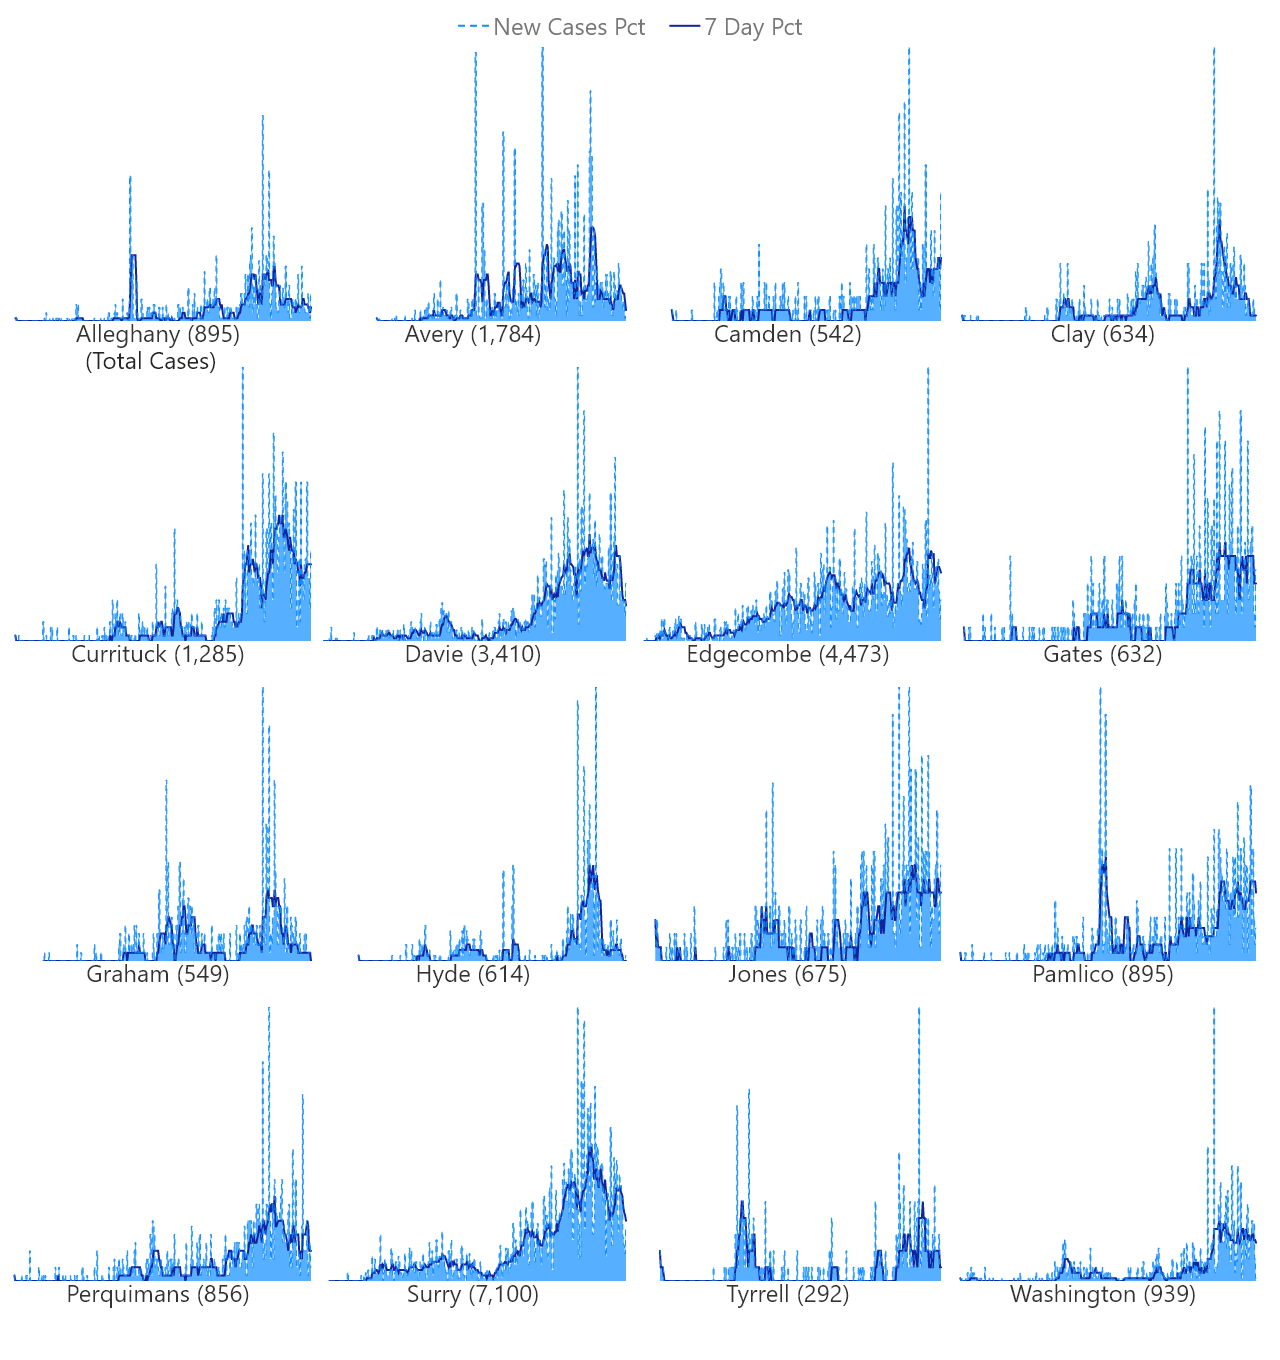 New Cases Pct 7 Day Pct
Alleghany (895) Avery (1,784) Camden (542) Clay (634)
(Total Cases)
Currituck (1,285) Davie (3,410) Edgecombe (4,473) Gates (632)
Graham (549) Hyde (614) Jones (675) Pamlico (895)
Perquimans (856) Surry (7,100) Tyrrell (292) Washington (939)